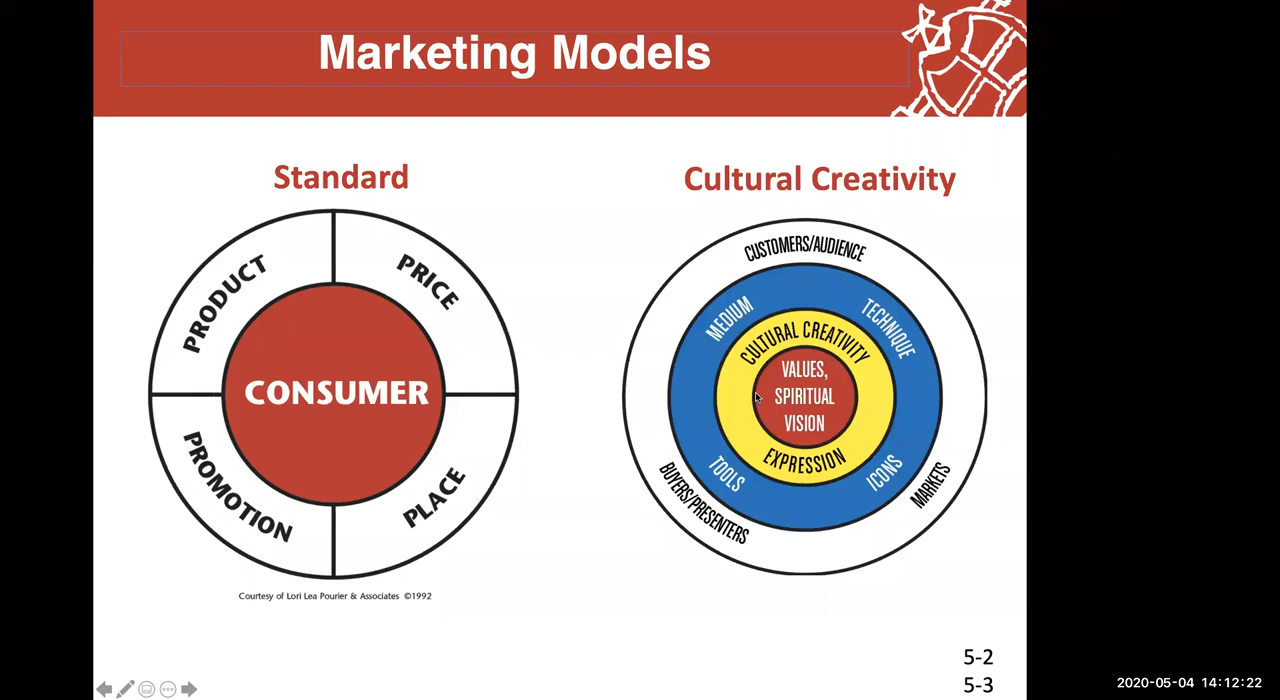 Marketing Models
Standard
PRODUCT
PRICE
CONSUMER
PROMOTION
PLACE
Courtesy of Lori Lea Pourier & Associates ©1992
Cultural Creativity
CUSTOMERS/AUDIENCE
MEDIUM
TECHNIQUE
CULTURAL CREATIVITY
VALUES,
SPIRITUAL
VISION
EXPRESSION
TOOLS
ICONS
BUYERS/PRESENTERS
MARKETS
5-2
5-3
2020-05-04 14:12:22